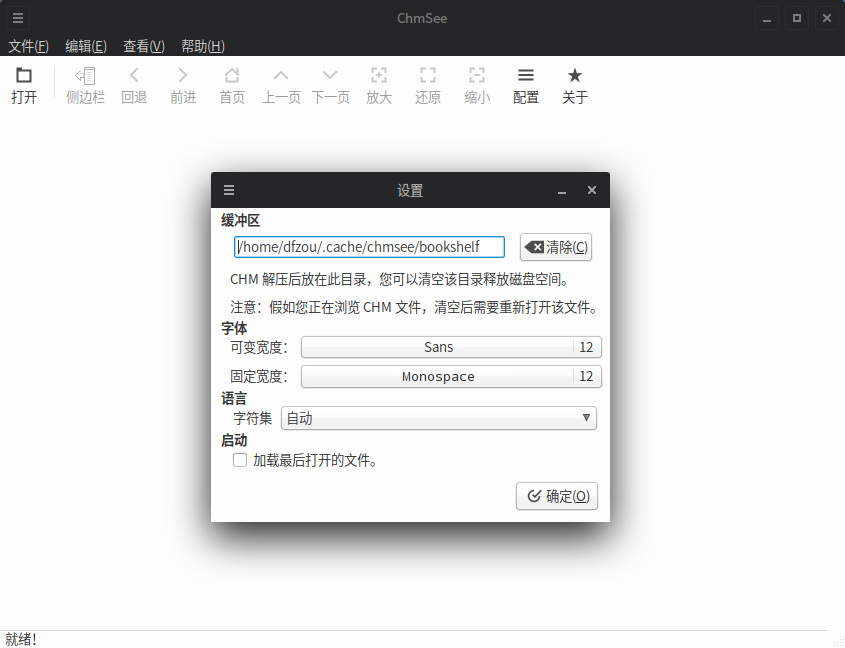 ChmSee
文件(F) 编辑(E) 查看(V) 帮助(H)
打开 侧边栏 回退 前进 首页 上一页 下一页 放大 还原 缩小 配置 关于
设置
缓冲区
/home/dfzou/.cache/chmsee/bookshelf 清除(C)
CHM 解压后放在此目录，您可以清空该目录释放磁盘空间。
注意：假如您正在浏览 CHM 文件，清空后需要重新打开该文件。
字体
可变宽度： Sans 12
固定宽度： Monospace 12
语言
字符集 自动
启动
加载最后打开的文件。
确定(O)
就绪！